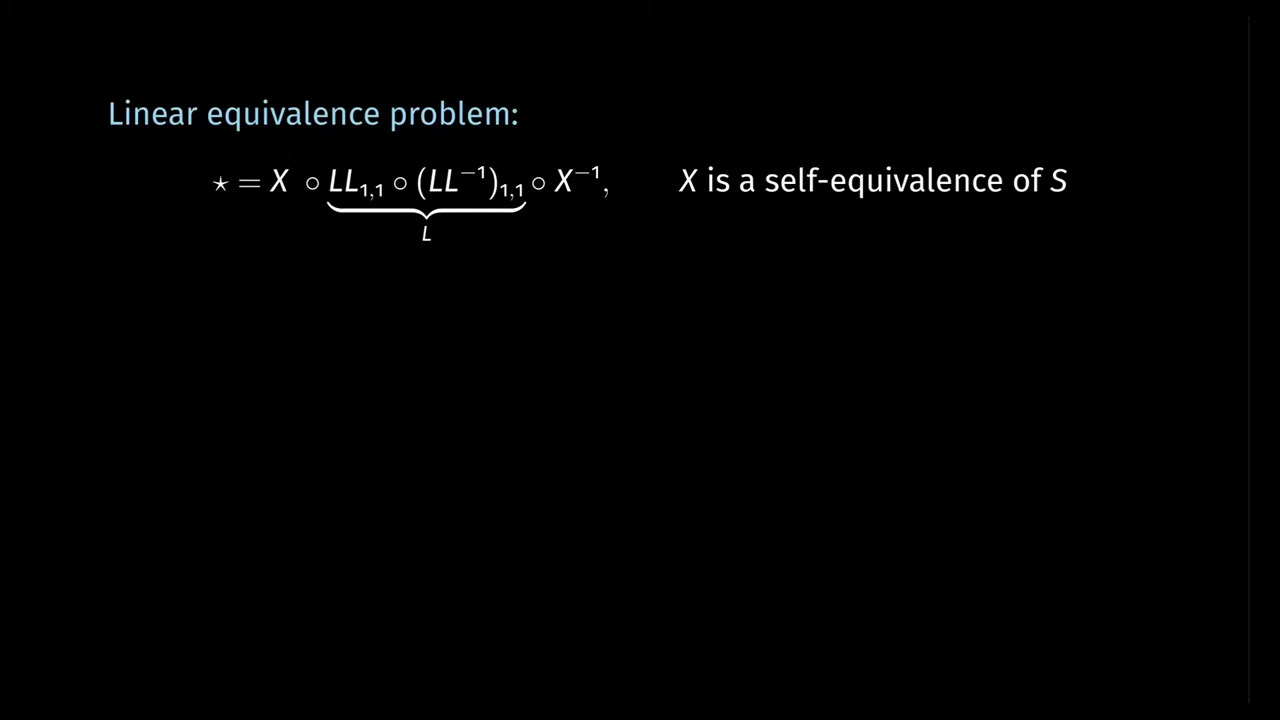 Linear equivalence problem:
⋆ = X ∘ LL₁,₁ ∘ (LL⁻¹)₁,₁ ∘ X⁻¹, X is a self-equivalence of S
L